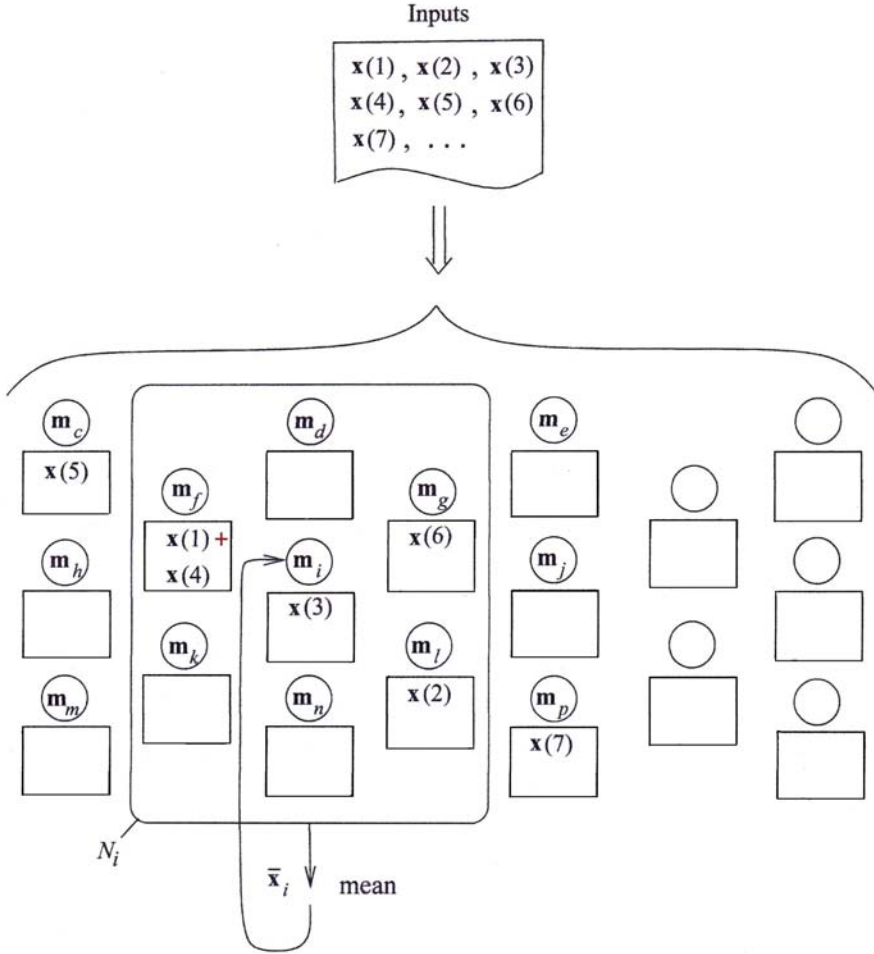 Inputs
x(1) , x(2) , x(3)
x(4) , x(5) , x(6)
x(7) , . . .
m_c
x(5)
m_d
m_e
m_f
x(1) +
x(4)
m_g
x(6)
m_h
m_i
x(3)
m_j
m_k
m_l
x(2)
m_m
m_n
m_p
x(7)
N_i
x̄_i
mean